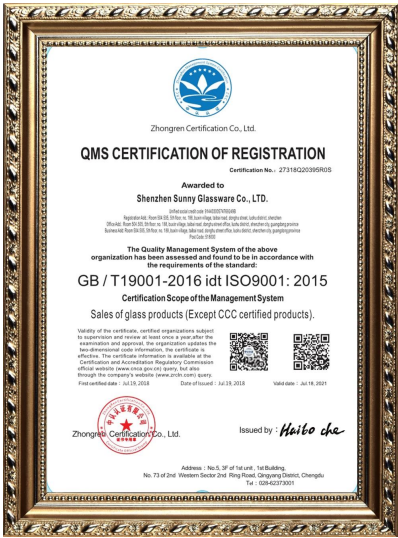 Zhongren Certification Co., Ltd.
QMS CERTIFICATION OF REGISTRATION
Certification No.: 27318Q20395R0S
Awarded to
Shenzhen Sunny Glassware Co., LTD.
The Quality Management System of the above
organization has been assessed and found to be in accordance with
the requirements of the standard:
GB / T19001-2016 idt ISO9001: 2015
Certification Scope of the Management System
Sales of glass products (Except CCC certified products).
Validity of the certificate, certified organizations subject
to supervision and review at least onca a year,after the
examination and approval, the organization updates the
two-dimensional code information, the certificate is
effective. The certificate information is available at the
Certification and Accreditation Regulatory Commission
official website (www.cnca.gov.cn) query, but also
through the company's website (www.zrcln.com) query.
First certified date : Jul.19, 2018 Date of Issued : Jul.19, 2018 Valid date : Jul.18, 2021
Zhongren Certification Co., Ltd.
Issued by : Haibo che
Address : No.5, 3F of 1st unit , 1st Building,
No. 73 of 2nd Western Sector 2nd Ring Road, Qingyang District, Chengdu
Tel : 028-62373001